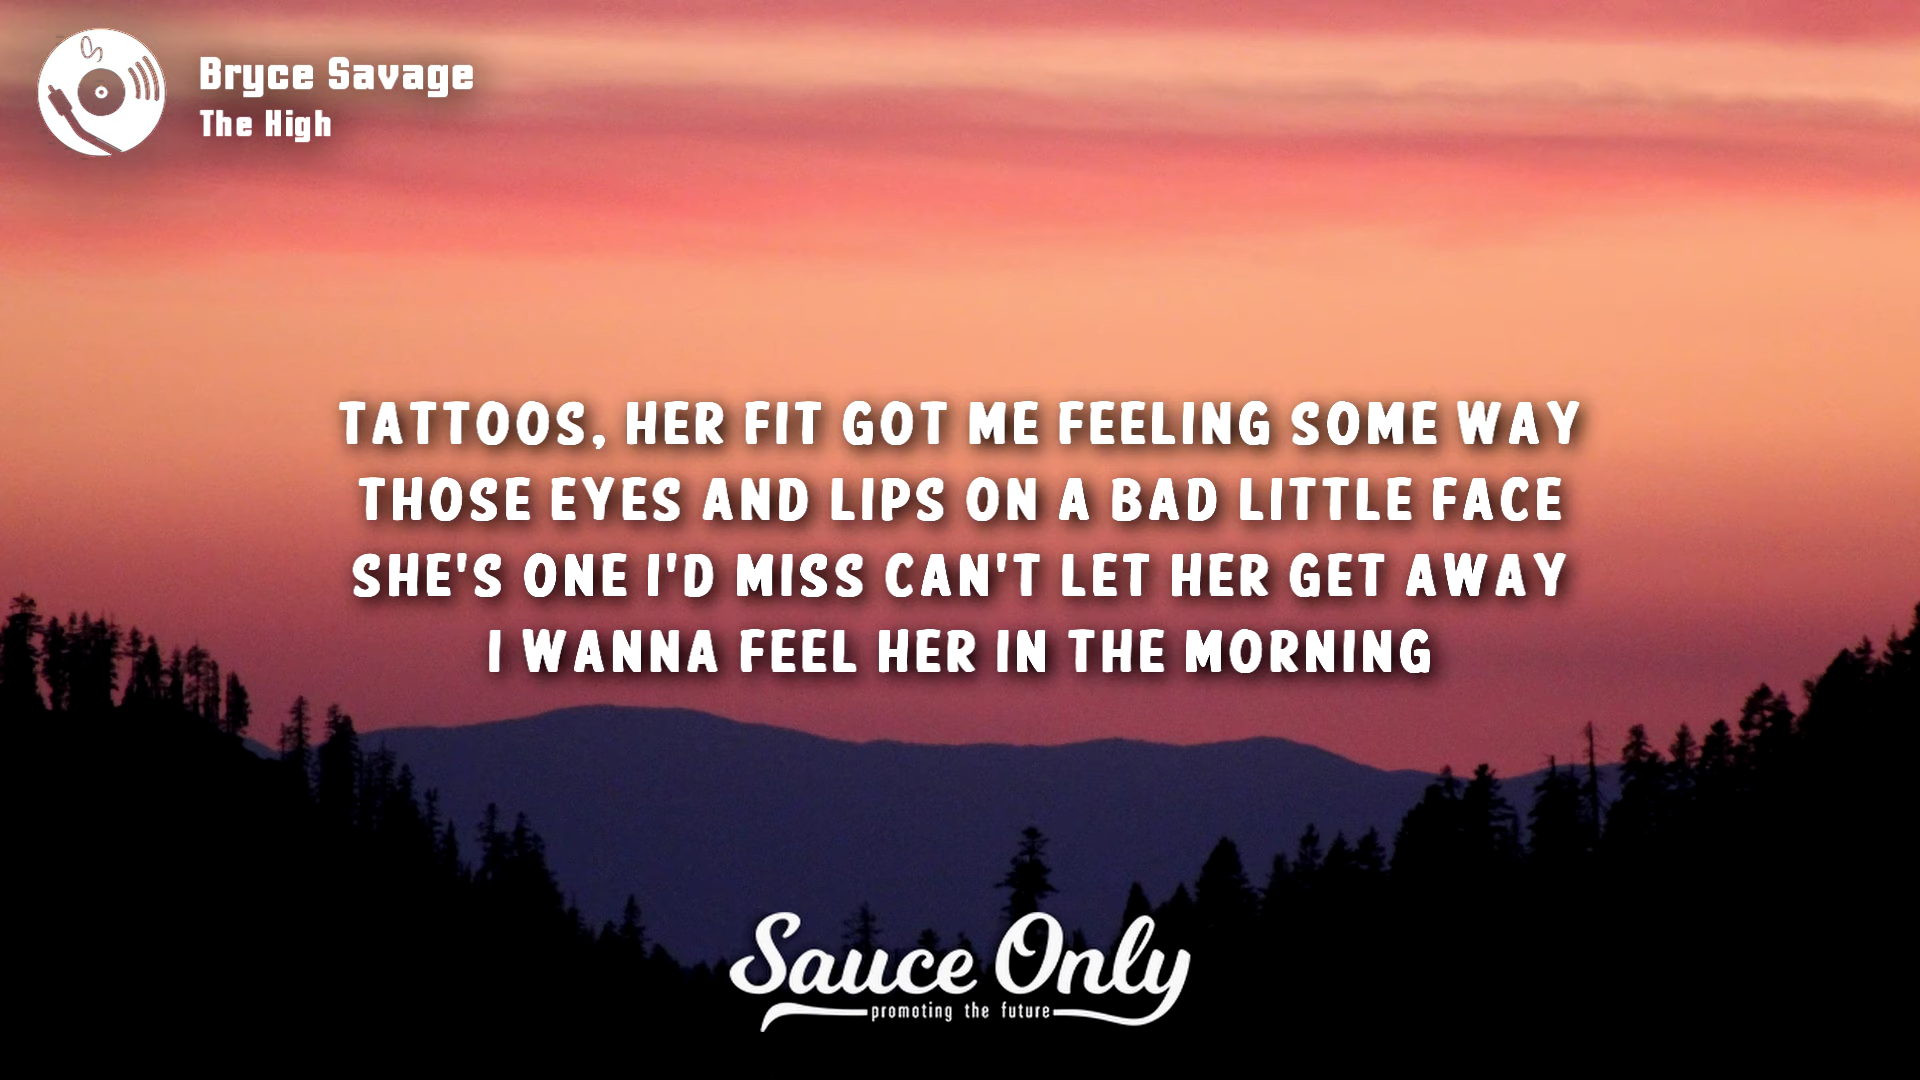 Bryce Savage
The High
TATTOOS, HER FIT GOT ME FEELING SOME WAY
THOSE EYES AND LIPS ON A BAD LITTLE FACE
SHE'S ONE I'D MISS CAN'T LET HER GET AWAY
I WANNA FEEL HER IN THE MORNING
Sauce Only
promoting the future